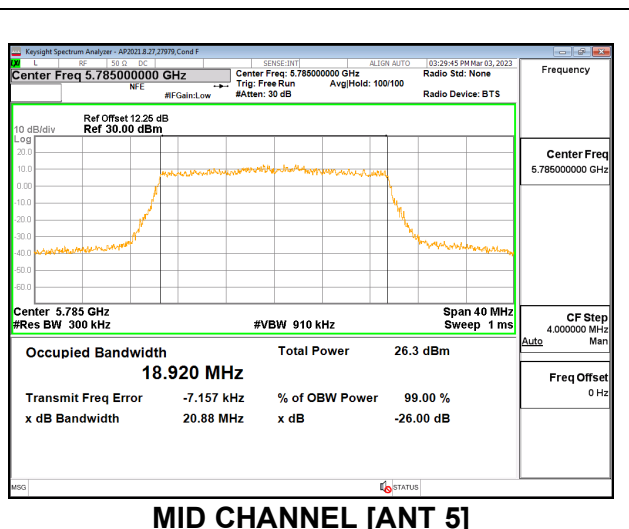 Keysight Spectrum Analyzer - AP2021.8.27,27979,Cond F
L RF 50 Ω DC SENSE:INT ALIGN AUTO 03:29:45 PM Mar 03, 2023
Center Freq 5.785000000 GHz
NFE
#IFGain:Low
Center Freq: 5.785000000 GHz
Trig: Free Run Avg|Hold: 100/100
#Atten: 30 dB
Radio Std: None
Radio Device: BTS
Frequency
Ref Offset 12.25 dB
10 dB/div Ref 30.00 dBm
Log
20.0
10.0
0.00
-10.0
-20.0
-30.0
-40.0
-50.0
-60.0
Center Freq
5.785000000 GHz
Center 5.785 GHz Span 40 MHz
#Res BW 300 kHz #VBW 910 kHz Sweep 1 ms
CF Step
4.000000 MHz
Auto Man
Occupied Bandwidth Total Power 26.3 dBm
18.920 MHz
Transmit Freq Error -7.157 kHz % of OBW Power 99.00 %
x dB Bandwidth 20.88 MHz x dB -26.00 dB
Freq Offset
0 Hz
MSG STATUS
MID CHANNEL [ANT 5]